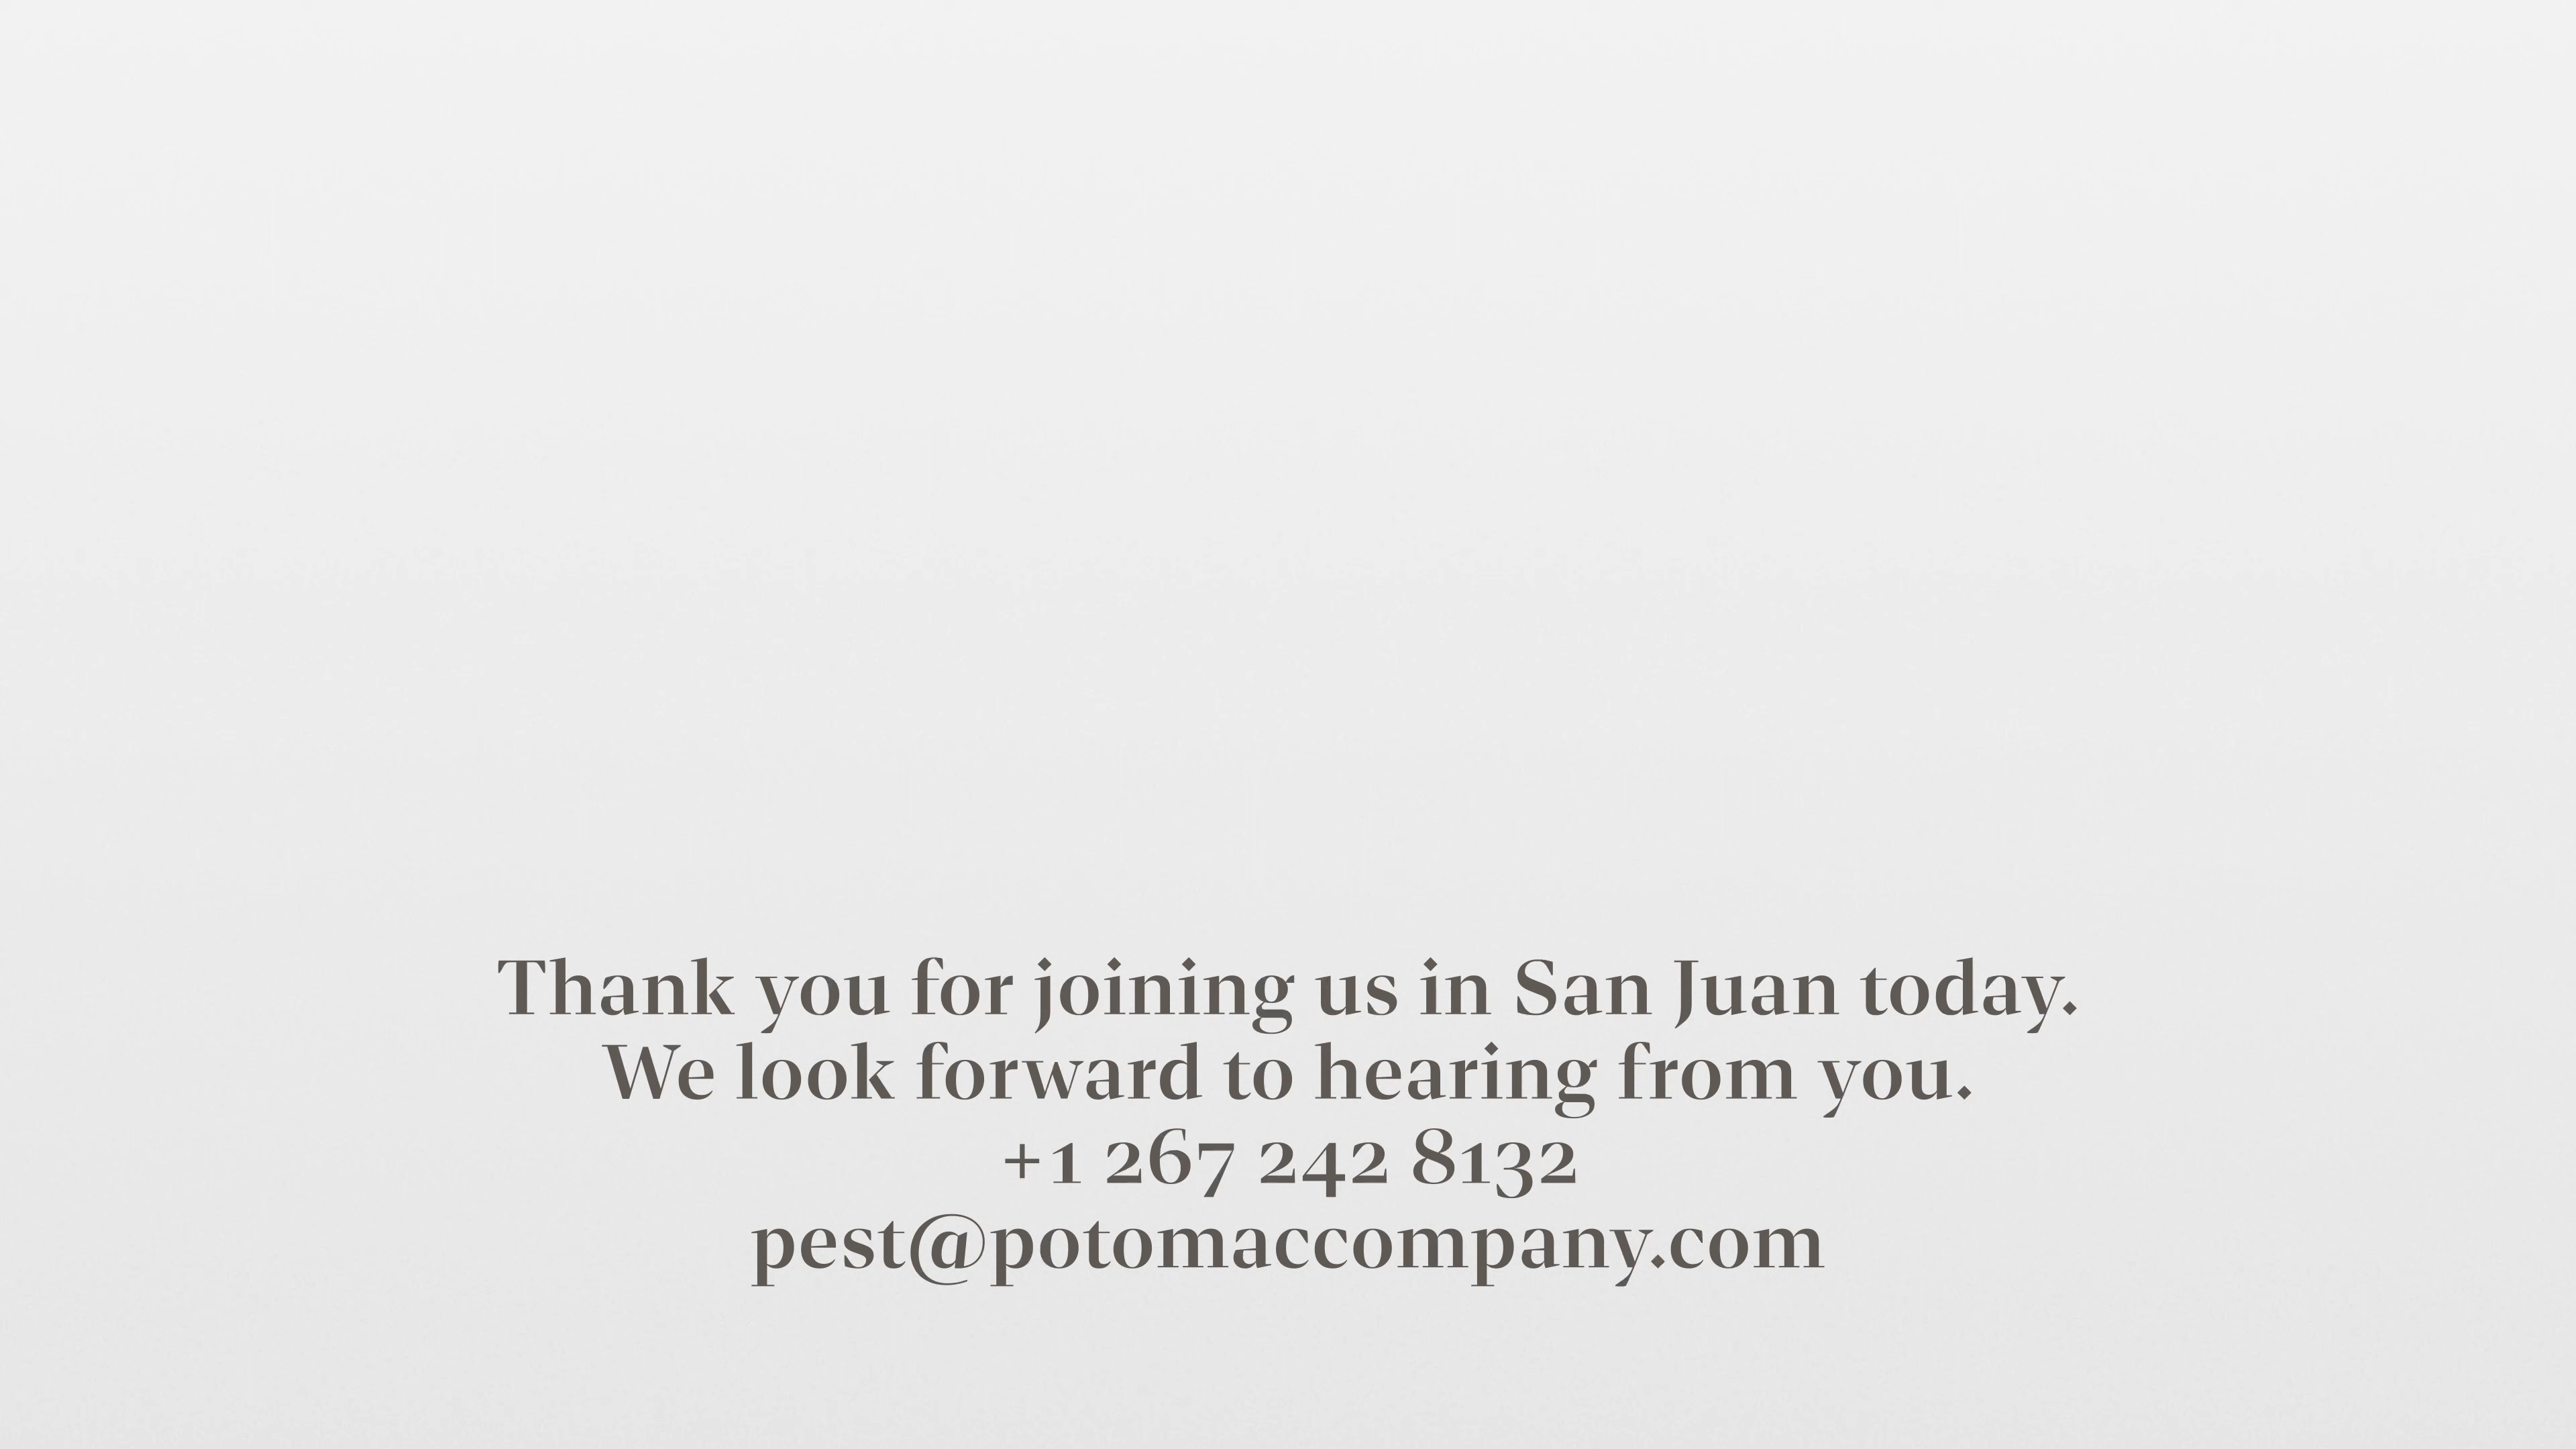 Thank you for joining us in San Juan today.
We look forward to hearing from you.
+1 267 242 8132
pest@potomaccompany.com